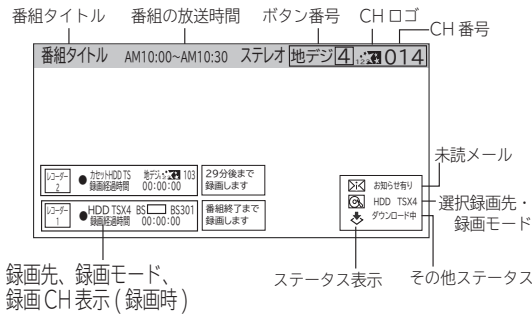 番組タイトル 番組の放送時間 ボタン番号 CH ロゴ
CH 番号
番組タイトル AM10:00~AM10:30 ステレオ 地デジ 4 014
レコーダー 2 ● カセットHDD TS 地デジ 103 29分後まで
録画経過時間 00:00:00 録画します
レコーダー 1 ● HDD TSX4 BS BS301 番組終了まで
録画経過時間 00:00:00 録画します
お知らせ有り
HDD TSX4
ダウンロード中
未読メール
選択録画先・
録画モード
ステータス表示 その他ステータス
録画先、録画モード、
録画 CH 表示 ( 録画時 )